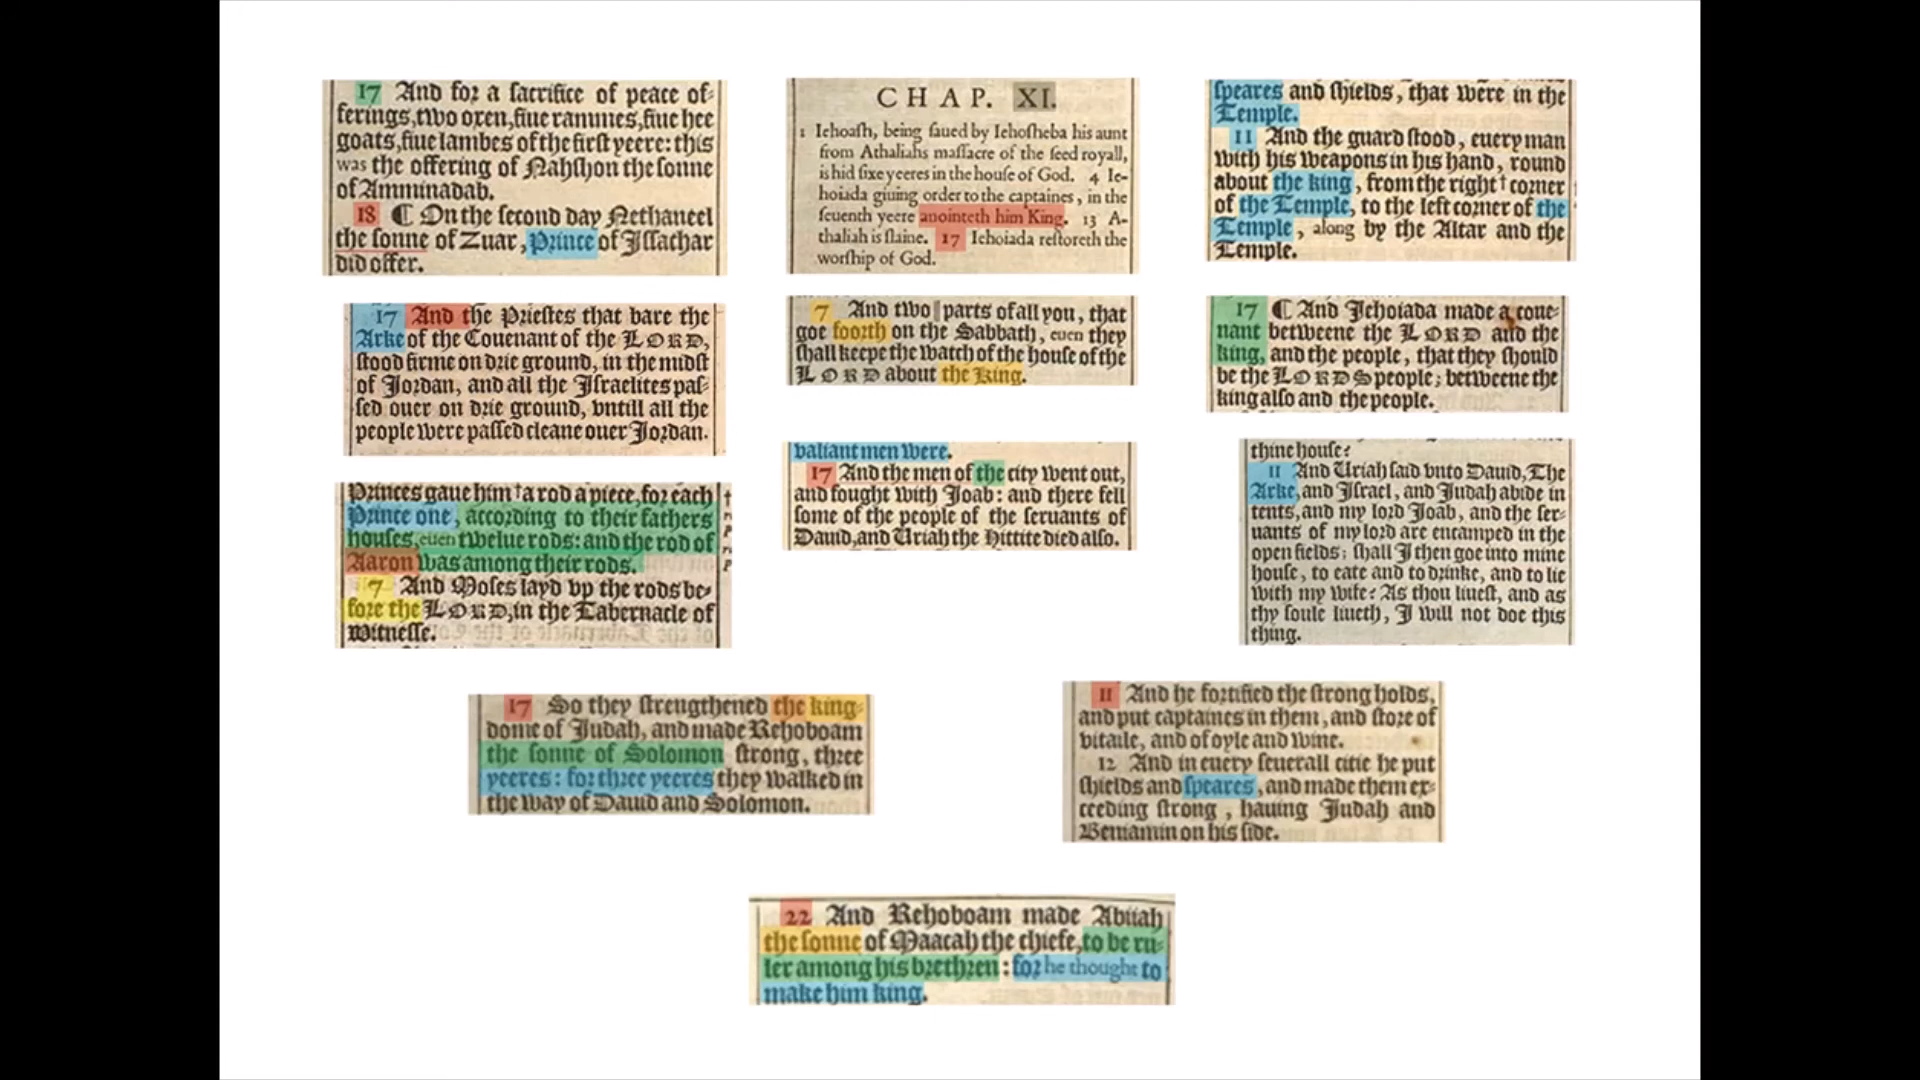 17 And for a sacrifice of peace of-
ferings, two oxen, fiue rammes, fiue hee
goats, fiue lambes of the first yeere: this
was the offering of Nahshon the sonne
of Amminadab.
18 ¶ On the second day Nethaneel
the sonne of Zuar, Prince of Issachar
did offer.
CHAP. XI.
1 Iehoash, being saued by Iehosheba his aunt
from Athaliahs massacre of the seed royall,
is hid sixe yeeres in the house of God. 4 Ie-
hoiada giuing order to the captaines, in the
seuenth yeere anointeth him King. 13 A-
thaliah is slaine. 17 Iehoiada restoreth the
worship of God.
speares and shields, that were in the
Temple.
11 And the guard stood, euery man
with his weapons in his hand, round
about the king, from the right † corner
of the Temple, to the left corner of the
Temple, along by the Altar and the
Temple.
17 And the Priestes that bare the
Arke of the Couenant of the LORD,
stood firme on drie ground, in the midst
of Jordan, and all the Israelites pas-
sed ouer on drie ground, vntill all the
people were passed cleane ouer Jordan.
7 And two || parts of all you, that
goe foorth on the Sabbath, euen they
shall keepe the watch of the house of the
LORD about the King.
17 ¶ And Jehoiada made a coue-
nant betweene the LORD and the
king, and the people, that they should
be the LORDS people; betweene the
king also and the people.
Princes gaue him † a rod a piece, for each
Prince one, according to their fathers
houses, euen twelue rods: and the rod of
Aaron was among their rods.
7 And Moses layd vp the rods be-
fore the LORD, in the Tabernacle of
witnesse.
valiant men were.
17 And the men of the city went out,
and fought with Joab: and there fell
some of the people of the seruants of
Dauid, and Uriah the Hittite died also.
thine house?
11 And Uriah said vnto Dauid, The
Arke, and Israel, and Judah abide in
tents, and my lord Joab, and the ser-
uants of my lord are encamped in the
open fields; shall I then goe into mine
house, to eate and to drinke, and to lie
with my wife? As thou liuest, and as
thy soule liueth, I will not doe this
thing.
17 So they strengthened the king-
dome of Judah, and made Rehoboam
the sonne of Solomon strong, three
yeeres: for three yeeres they walked in
the way of Dauid and Solomon.
11 And he fortified the strong holds,
and put captaines in them, and store of
vitaile, and of oyle and wine.
12 And in euery seuerall citie he put
shields and speares, and made them ex-
ceeding strong, hauing Judah and
Beniamin on his side.
22 And Rehoboam made Abiiah
the sonne of Maacah the chiefe, to be ru-
ler among his brethren: for he thought to
make him king.